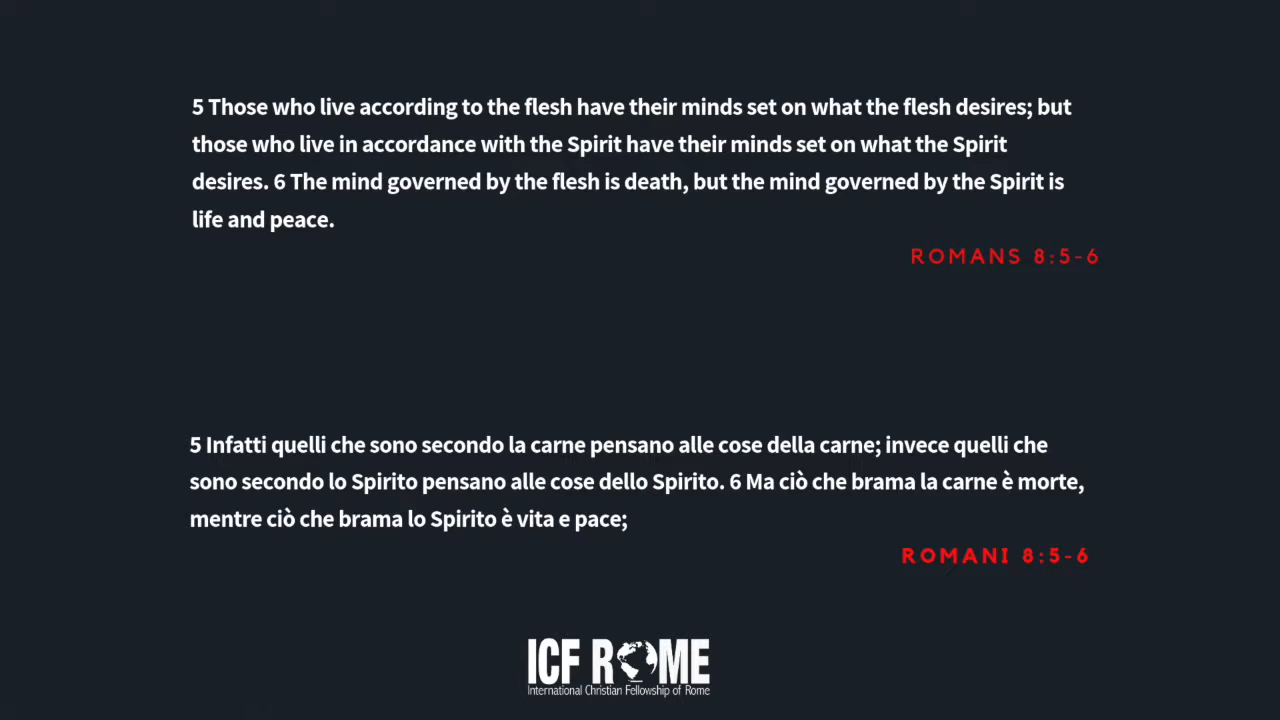 5 Those who live according to the flesh have their minds set on what the flesh desires; but
those who live in accordance with the Spirit have their minds set on what the Spirit
desires. 6 The mind governed by the flesh is death, but the mind governed by the Spirit is
life and peace.
ROMANS 8:5-6
5 Infatti quelli che sono secondo la carne pensano alle cose della carne; invece quelli che
sono secondo lo Spirito pensano alle cose dello Spirito. 6 Ma ciò che brama la carne è morte,
mentre ciò che brama lo Spirito è vita e pace;
ROMANI 8:5-6
ICF ROME
International Christian Fellowship of Rome